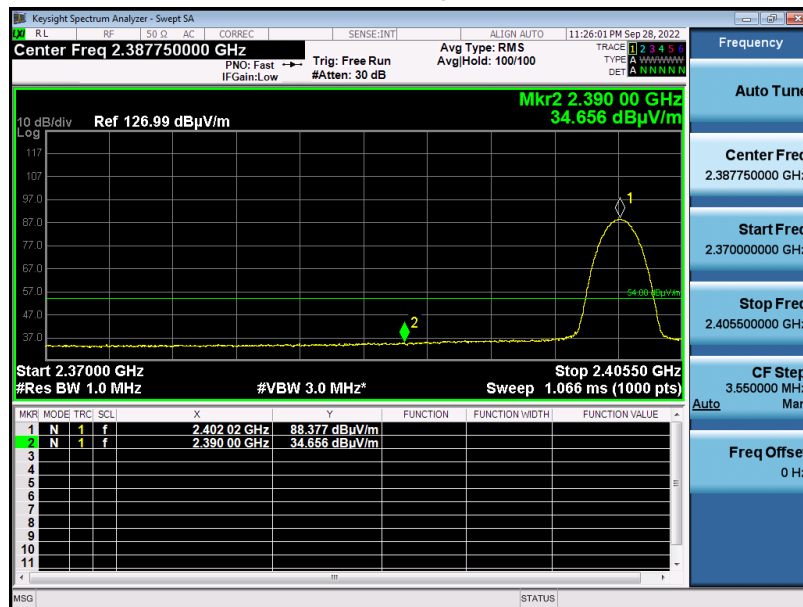 Keysight Spectrum Analyzer - Swept SA
LXI RL RF 50 Ω AC CORREC SENSE:INT ALIGN AUTO 11:26:01 PM Sep 28, 2022
Center Freq 2.387750000 GHz
PNO: Fast
IFGain:Low
Trig: Free Run
#Atten: 30 dB
Avg Type: RMS
Avg|Hold: 100/100
TRACE 1 2 3 4 5 6
TYPE A WWWWW
DET A N N N N N
Mkr2 2.390 00 GHz
34.656 dBµV/m
10 dB/div
Log
Ref 126.99 dBµV/m
117
107
97.0
87.0
77.0
67.0
57.0
47.0
37.0
1
54.00 dBµV/m
2
Start 2.37000 GHz Stop 2.40550 GHz
#Res BW 1.0 MHz #VBW 3.0 MHz* Sweep 1.066 ms (1000 pts)
MKR MODE TRC SCL X Y FUNCTION FUNCTION WIDTH FUNCTION VALUE
1 N 1 f 2.402 02 GHz 88.377 dBµV/m
2 N 1 f 2.390 00 GHz 34.656 dBµV/m
3
4
5
6
7
8
9
10
11
MSG STATUS
Frequency
Auto Tune
Center Freq
2.387750000 GHz
Start Freq
2.370000000 GHz
Stop Freq
2.405500000 GHz
CF Step
3.550000 MHz
Auto Man
Freq Offset
0 Hz